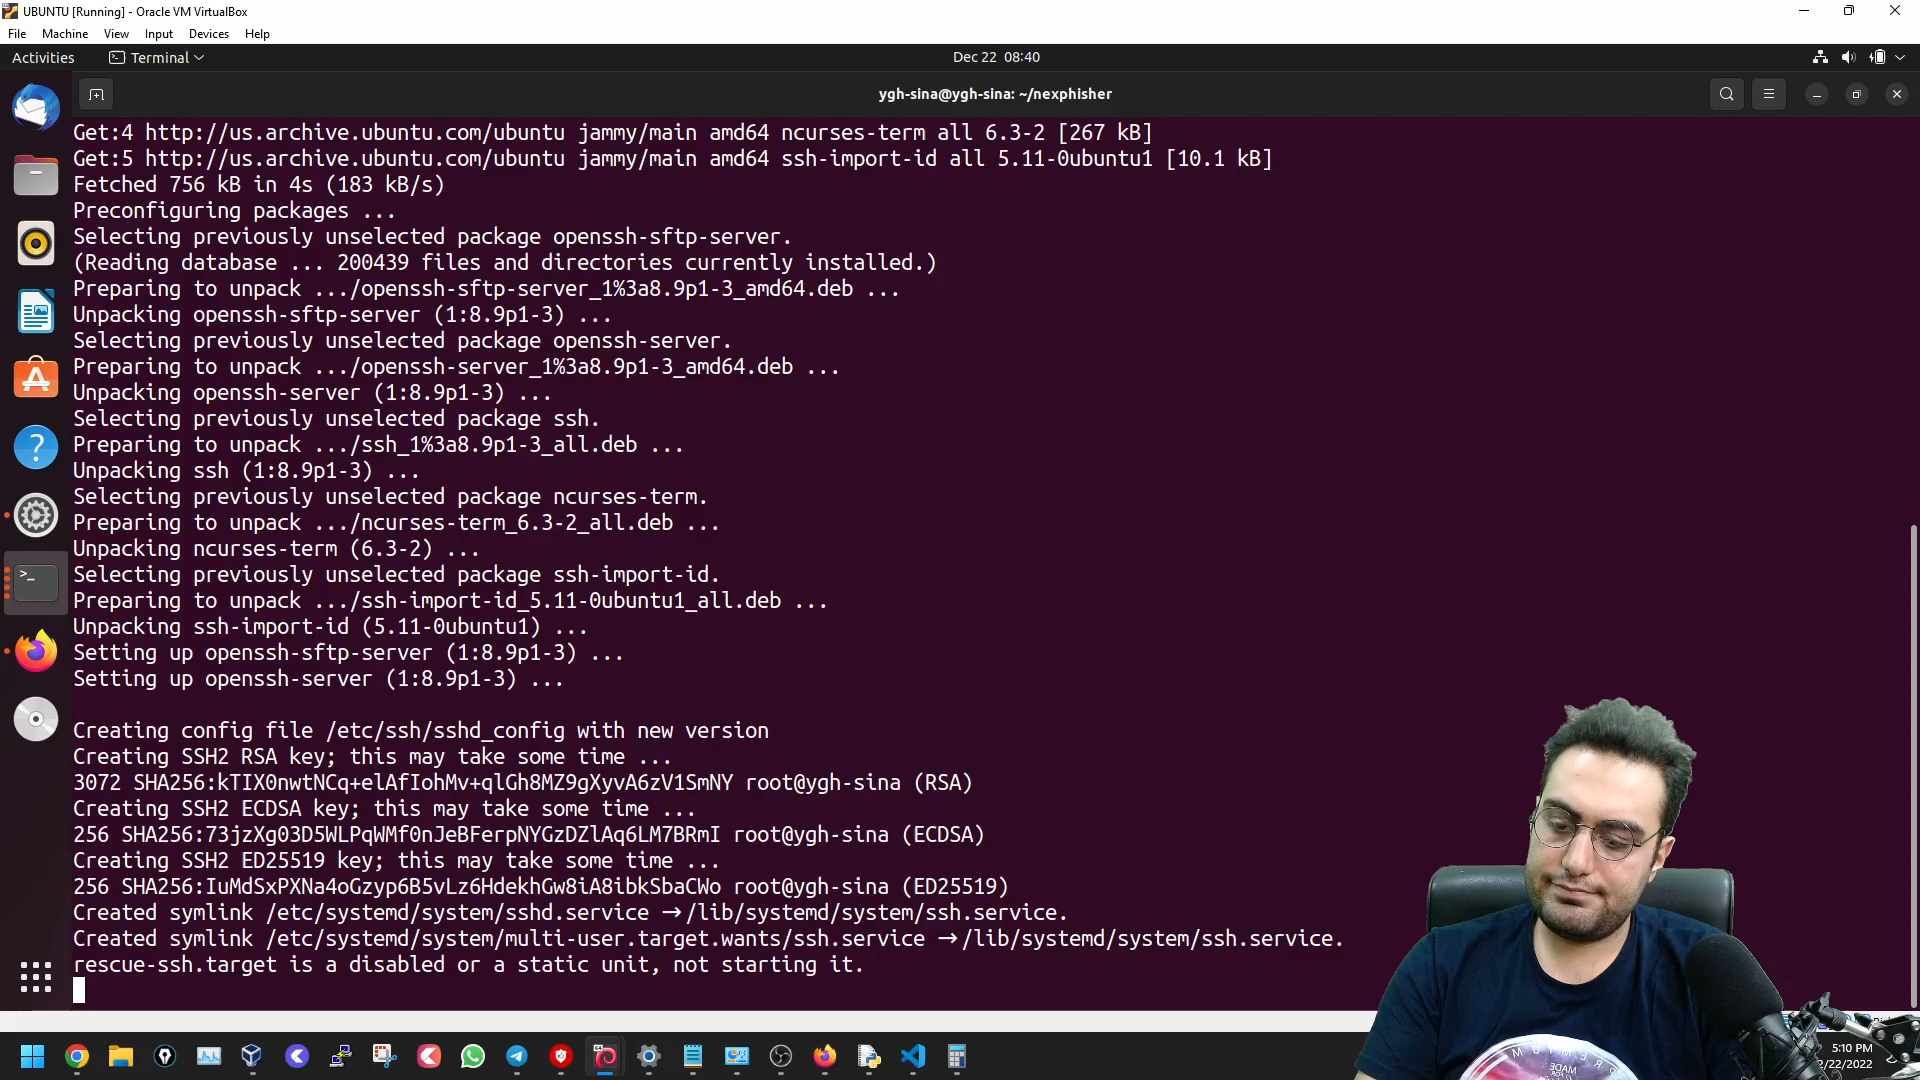 UBUNTU [Running] - Oracle VM VirtualBox
File Machine View Input Devices Help
Activities Terminal Dec 22 08:40
ygh-sina@ygh-sina: ~/nexphisher
Get:4 http://us.archive.ubuntu.com/ubuntu jammy/main amd64 ncurses-term all 6.3-2 [267 kB]
Get:5 http://us.archive.ubuntu.com/ubuntu jammy/main amd64 ssh-import-id all 5.11-0ubuntu1 [10.1 kB]
Fetched 756 kB in 4s (183 kB/s)
Preconfiguring packages ...
Selecting previously unselected package openssh-sftp-server.
(Reading database ... 200439 files and directories currently installed.)
Preparing to unpack .../openssh-sftp-server_1%3a8.9p1-3_amd64.deb ...
Unpacking openssh-sftp-server (1:8.9p1-3) ...
Selecting previously unselected package openssh-server.
Preparing to unpack .../openssh-server_1%3a8.9p1-3_amd64.deb ...
Unpacking openssh-server (1:8.9p1-3) ...
Selecting previously unselected package ssh.
Preparing to unpack .../ssh_1%3a8.9p1-3_all.deb ...
Unpacking ssh (1:8.9p1-3) ...
Selecting previously unselected package ncurses-term.
Preparing to unpack .../ncurses-term_6.3-2_all.deb ...
Unpacking ncurses-term (6.3-2) ...
Selecting previously unselected package ssh-import-id.
Preparing to unpack .../ssh-import-id_5.11-0ubuntu1_all.deb ...
Unpacking ssh-import-id (5.11-0ubuntu1) ...
Setting up openssh-sftp-server (1:8.9p1-3) ...
Setting up openssh-server (1:8.9p1-3) ...
Creating config file /etc/ssh/sshd_config with new version
Creating SSH2 RSA key; this may take some time ...
3072 SHA256:kTIX0nwtNCq+elAfIohMv+qlGh8MZ9gXyvA6zV1SmNY root@ygh-sina (RSA)
Creating SSH2 ECDSA key; this may take some time ...
256 SHA256:73jzXg03D5WLPqWMf0nJeBFerpNYGzDZlAq6LM7BRmI root@ygh-sina (ECDSA)
Creating SSH2 ED25519 key; this may take some time ...
256 SHA256:IuMdSxPXNa4oGzyp6B5vLz6HdekhGw8iA8ibkSbaCWo root@ygh-sina (ED25519)
Created symlink /etc/systemd/system/sshd.service → /lib/systemd/system/ssh.service.
Created symlink /etc/systemd/system/multi-user.target.wants/ssh.service → /lib/systemd/system/ssh.service.
rescue-ssh.target is a disabled or a static unit, not starting it.
5:10 PM
2/22/2022